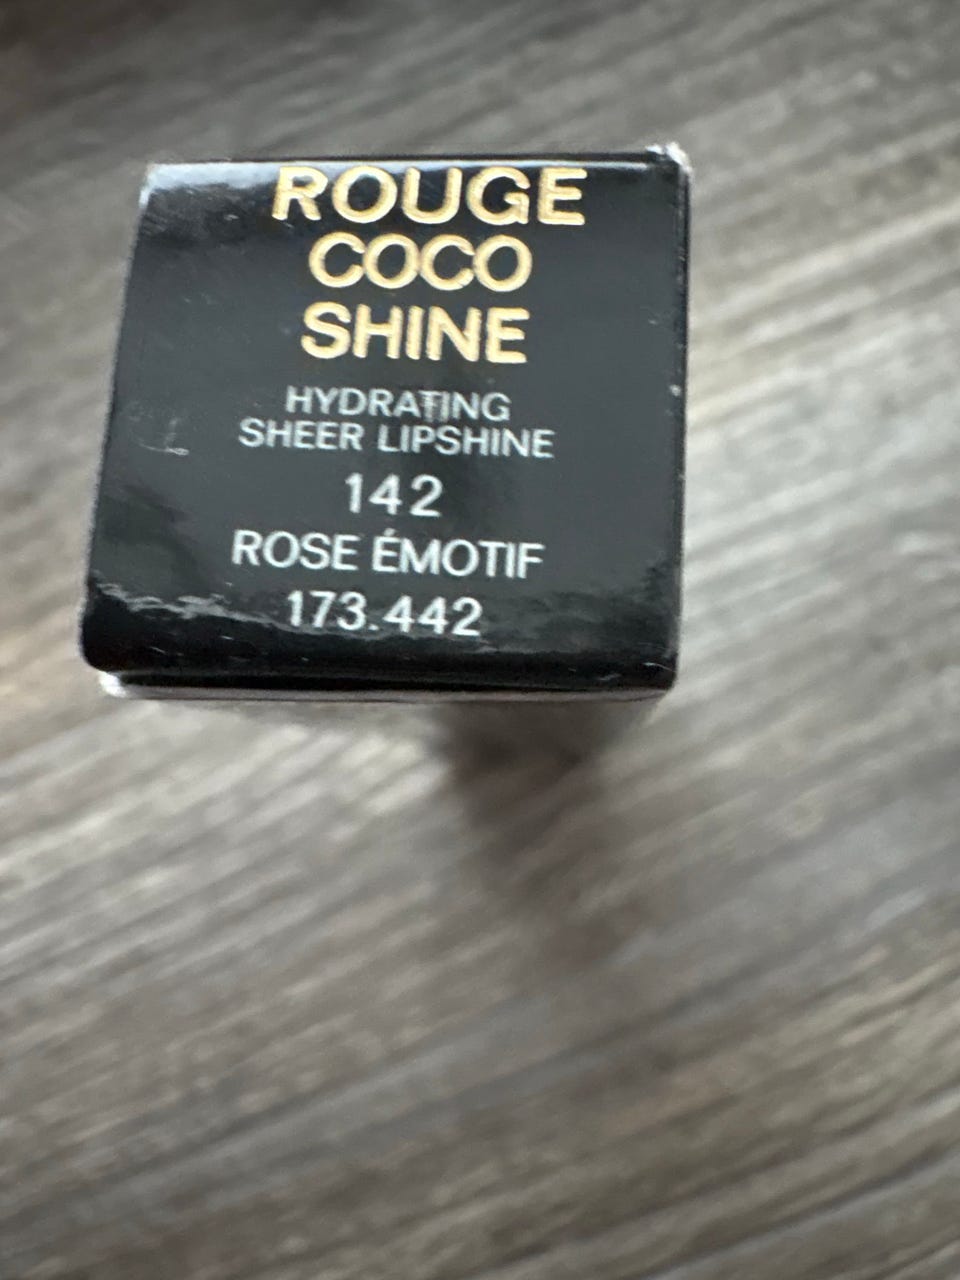 ROUGE
COCO
SHINE
HYDRATING
SHEER LIPSHINE
142
ROSE ÉMOTIF
173.442